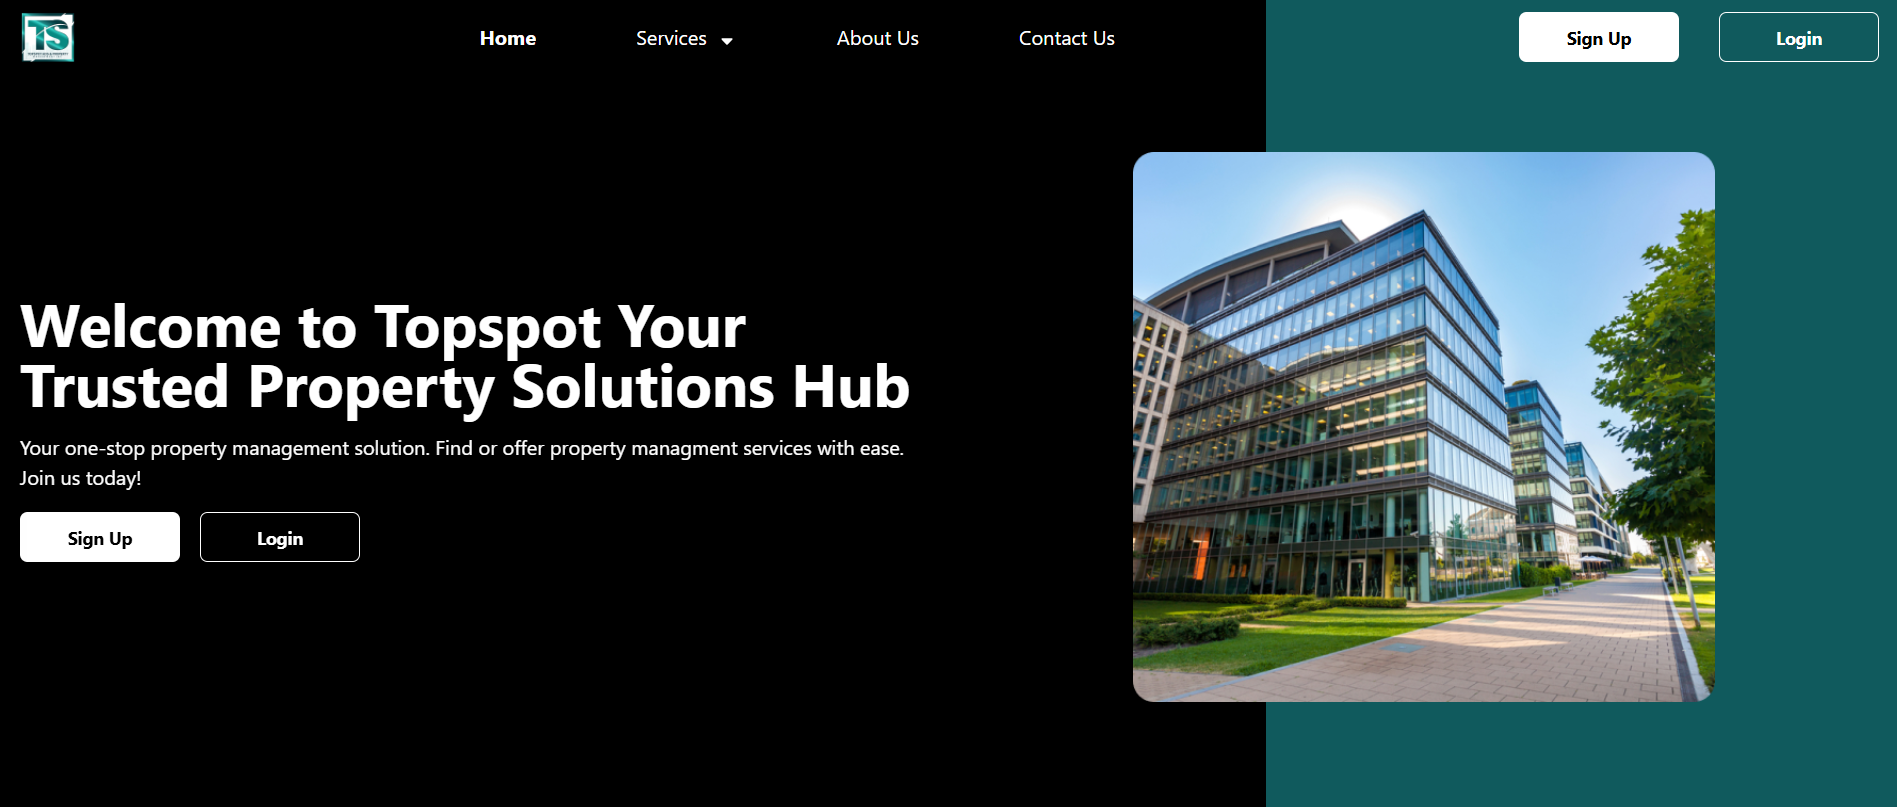 TS
Home
Services
About Us
Contact Us
Sign Up
Login
Welcome to Topspot Your
Trusted Property Solutions Hub
Your one-stop property management solution. Find or offer property managment services with ease.
Join us today!
Sign Up
Login